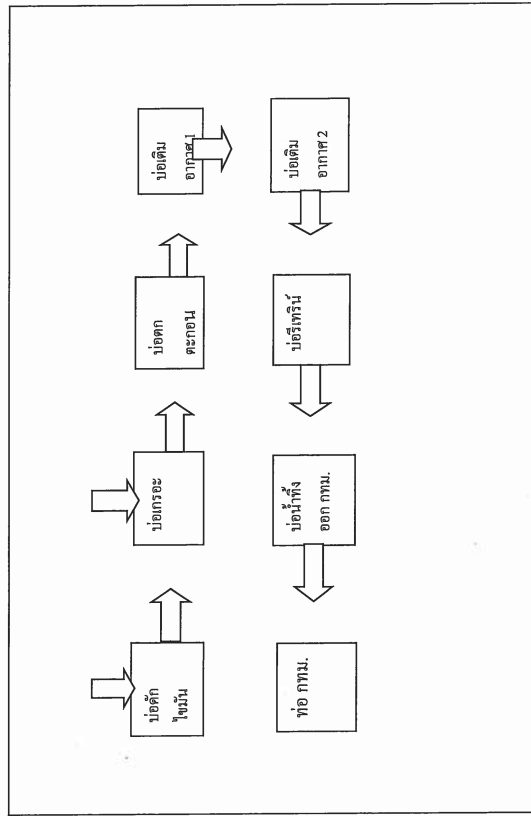 บ่อดัก
ไขมัน
บ่อเกรอะ
บ่อตก
ตะกอน
บ่อเติม
อากาศ 1
บ่อเติม
อากาศ 2
บ่อรีเทริน์
บ่อน้ำทิ้ง
ออก กทม.
ท่อ กทม.